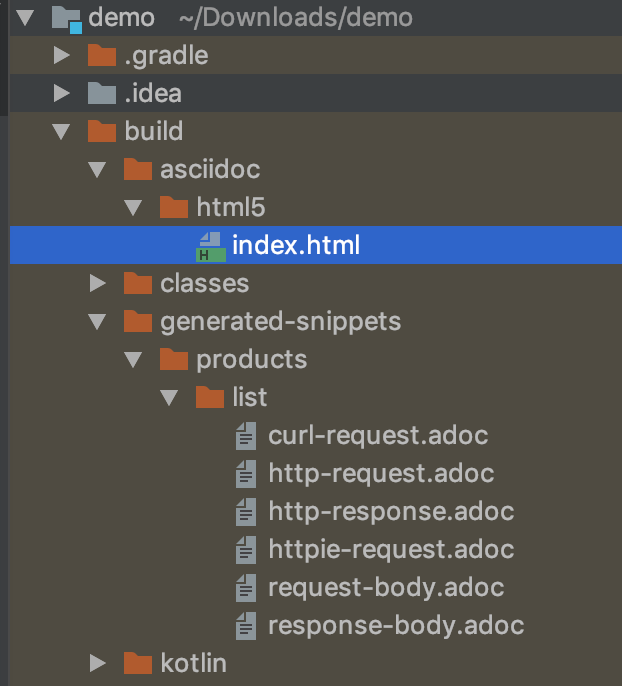 demo ~/Downloads/demo
.gradle
.idea
build
asciidoc
html5
H index.html
classes
generated-snippets
products
list
curl-request.adoc
http-request.adoc
http-response.adoc
httpie-request.adoc
request-body.adoc
response-body.adoc
kotlin